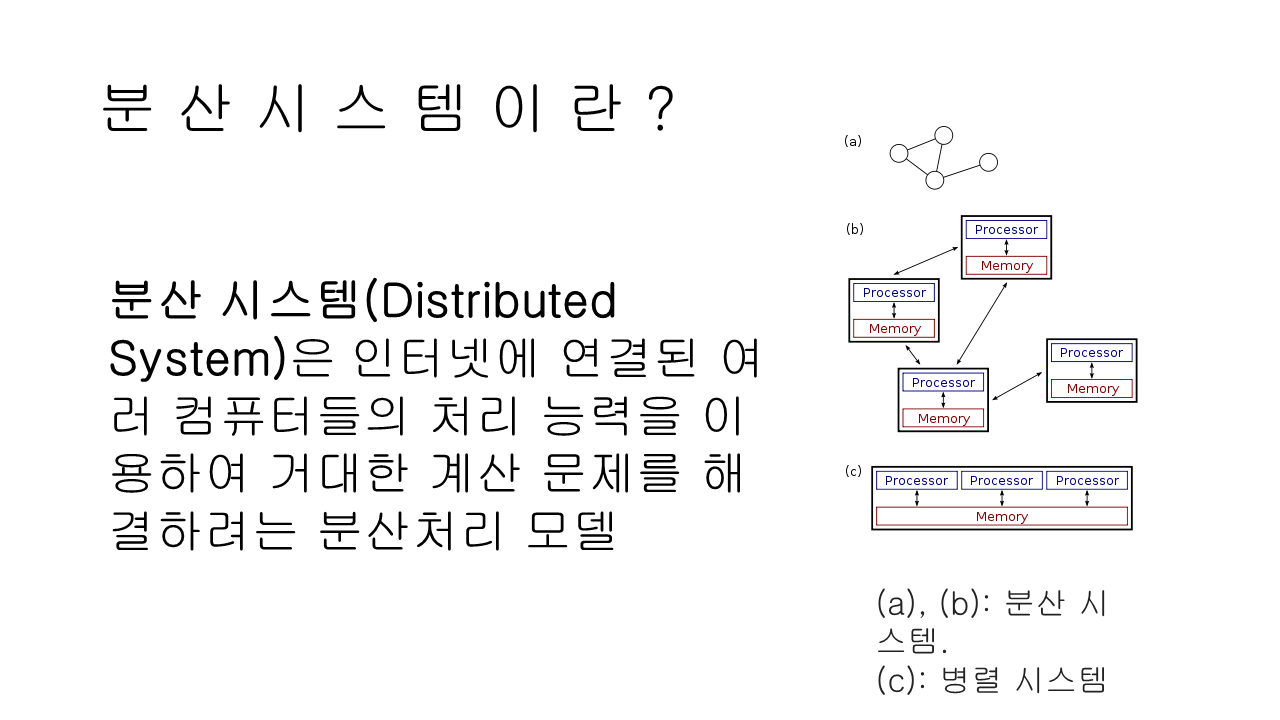 분산시스템이란?
분산 시스템(Distributed
System)은 인터넷에 연결된 여
러 컴퓨터들의 처리 능력을 이
용하여 거대한 계산 문제를 해
결하려는 분산처리 모델
(a)
(b)
Processor
Memory
Processor
Memory
Processor
Memory
Processor
Memory
(c)
Processor Processor Processor
Memory
(a), (b): 분산 시
스템.
(c): 병렬 시스템